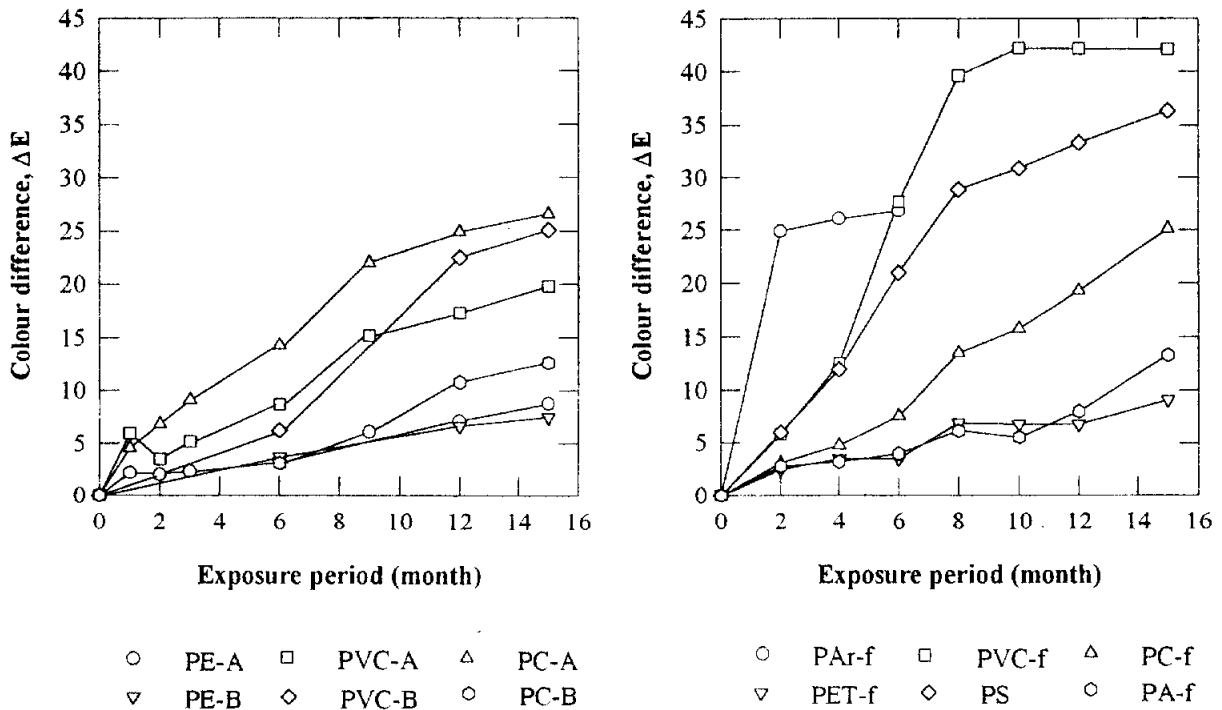 45
40
35
30
25
20
15
10
5
0
Colour difference, ΔE
0 2 4 6 8 10 12 14 16
Exposure period (month)
PE-A PVC-A PC-A
PE-B PVC-B PC-B
45
40
35
30
25
20
15
10
5
0
Colour difference, ΔE
0 2 4 6 8 10 12 14 16
Exposure period (month)
PAr-f PVC-f PC-f
PET-f PS PA-f